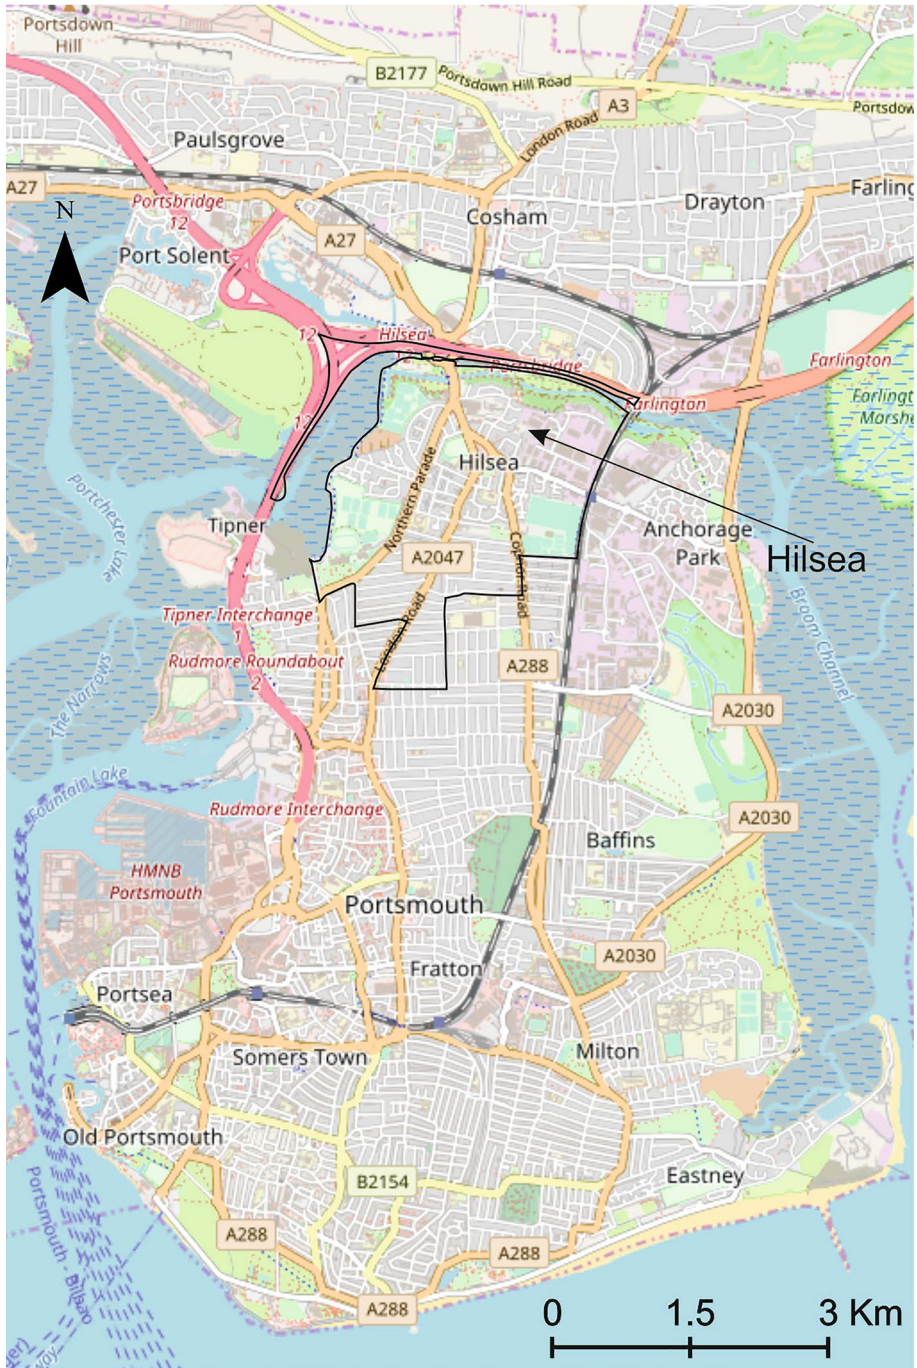 Portsdown
Hill
B2177
Portsdown Hill Road
A3
Portsdow
London Road
Paulsgrove
A27
Portsbridge
12
N
Cosham
Drayton
Farling
Port Solent
A27
12
Hilsea
12
Portsbridge
Farlington
Farlington
Farlingt
Marshe
12
Northern Parade
Hilsea
Portchester Lake
Tipner
A2047
Copnor Road
Anchorage
Park
Hilsea
Tipner Interchange
1
London Road
Broom Channel
Rudmore Roundabout
2
A288
The Narrows
A2030
Fountain Lake
Rudmore Interchange
A2030
Baffins
HMNB
Portsmouth
Portsmouth
Fratton
A2030
Portsea
Somers Town
Milton
Old Portsmouth
Eastney
B2154
Portsmouth - Bilbao
A288
A288
A288
0 1.5 3 Km
way